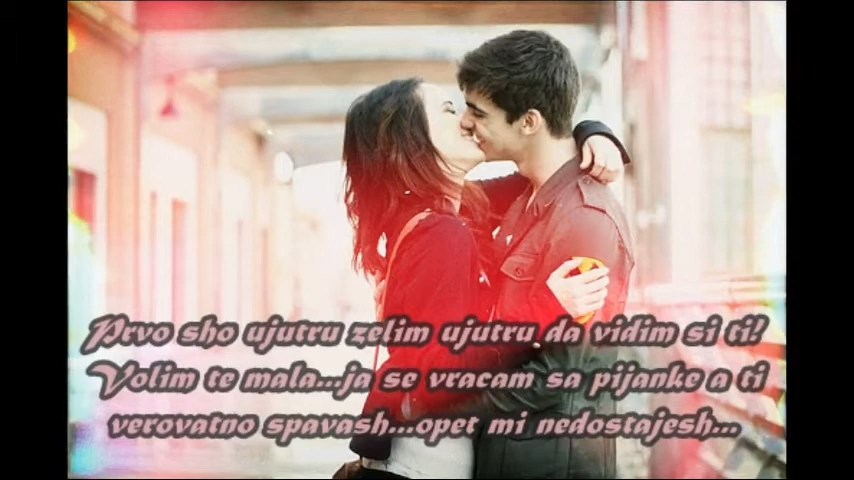 Prvo sho ujutru zelim ujutru da vidim si ti!
Volim te mala...ja se vracam sa pijanke a ti
verovatno spavash...opet mi nedostajesh...